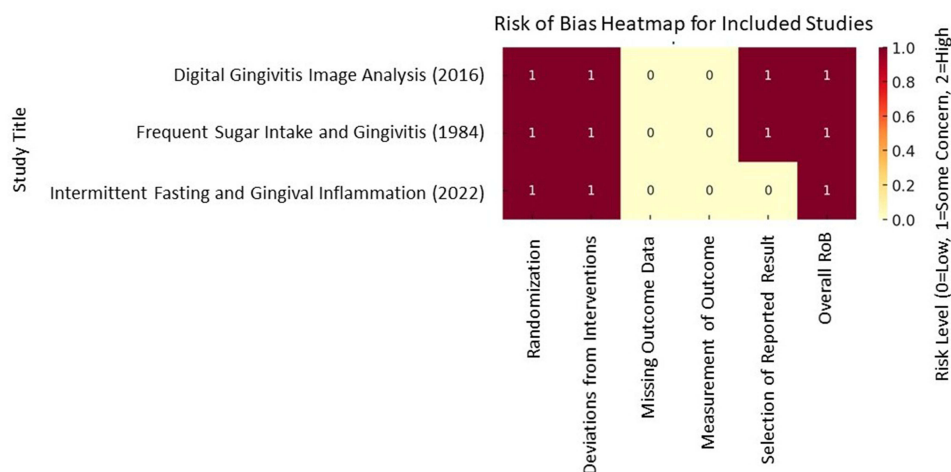 Risk of Bias Heatmap for Included Studies
Study Title
Digital Gingivitis Image Analysis (2016)
1 1 0 0 1 1
Frequent Sugar Intake and Gingivitis (1984)
1 1 0 0 1 1
Intermittent Fasting and Gingival Inflammation (2022)
1 1 0 0 0 1
Randomization
Deviations from Interventions
Missing Outcome Data
Measurement of Outcome
Selection of Reported Result
Overall RoB
1.0
0.8
0.6
0.4
0.2
0.0
Risk Level (0=Low, 1=Some Concern, 2=High